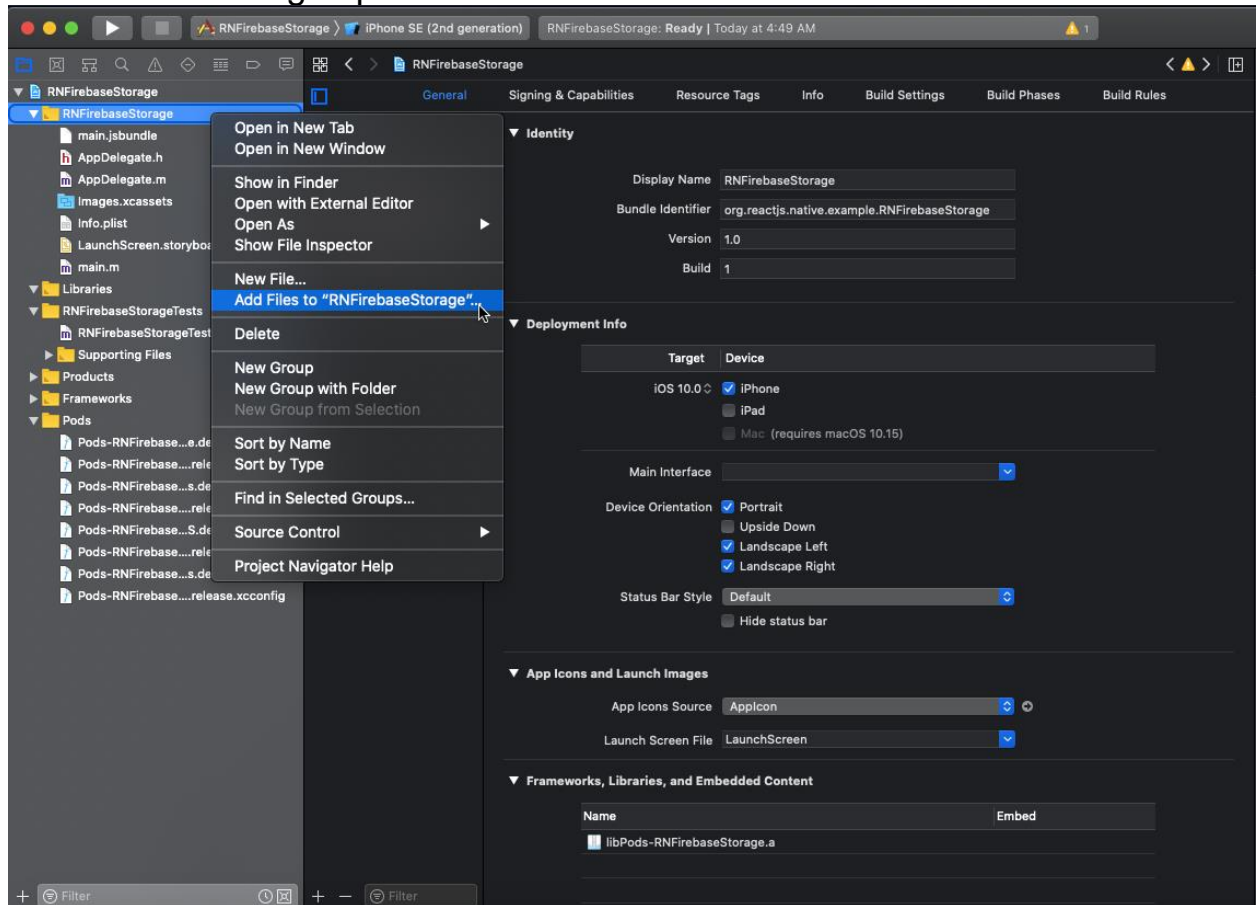 RNFirebaseStorage 〉 iPhone SE (2nd generation)
RNFirebaseStorage: Ready | Today at 4:49 AM
1
RNFirebaseStorage
RNFirebaseStorage
RNFirebaseStorage
main.jsbundle
AppDelegate.h
AppDelegate.m
Images.xcassets
Info.plist
LaunchScreen.storyboa
main.m
Libraries
RNFirebaseStorageTests
RNFirebaseStorageTest
Supporting Files
Products
Frameworks
Pods
Pods-RNFirebase...e.de
Pods-RNFirebase....rele
Pods-RNFirebase...s.de
Pods-RNFirebase....rele
Pods-RNFirebase...S.de
Pods-RNFirebase....rele
Pods-RNFirebase...s.de
Pods-RNFirebase....release.xcconfig
Filter
Open in New Tab
Open in New Window
Show in Finder
Open with External Editor
Open As
Show File Inspector
New File...
Add Files to “RNFirebaseStorage”...
Delete
New Group
New Group with Folder
New Group from Selection
Sort by Name
Sort by Type
Find in Selected Groups...
Source Control
Project Navigator Help
Filter
General Signing & Capabilities Resource Tags Info Build Settings Build Phases Build Rules
Identity
Display Name RNFirebaseStorage
Bundle Identifier org.reactjs.native.example.RNFirebaseStorage
Version 1.0
Build 1
Deployment Info
Target Device
iOS 10.0 iPhone
iPad
Mac (requires macOS 10.15)
Main Interface
Device Orientation Portrait
Upside Down
Landscape Left
Landscape Right
Status Bar Style Default
Hide status bar
App Icons and Launch Images
App Icons Source AppIcon
Launch Screen File LaunchScreen
Frameworks, Libraries, and Embedded Content
Name Embed
libPods-RNFirebaseStorage.a